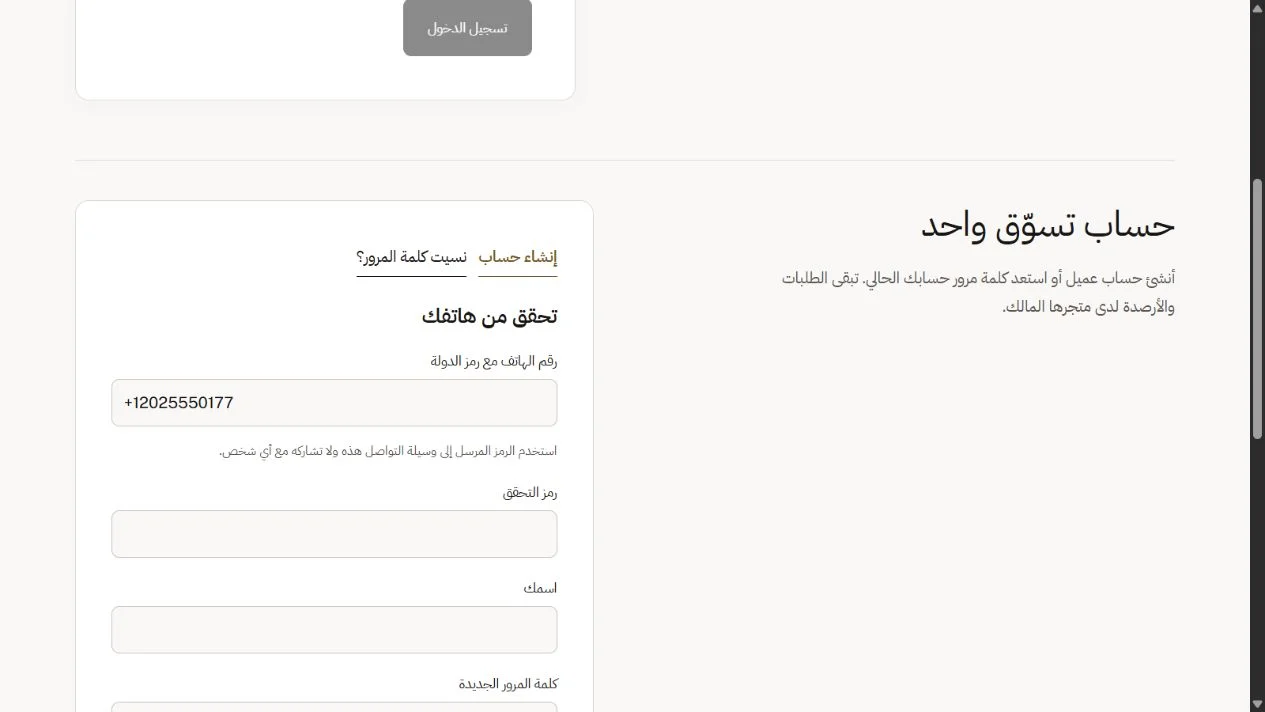 تسجيل الدخول
حساب تسوّق واحد
أنشئ حساب عميل أو استعد كلمة مرور حسابك الحالي. تبقى الطلبات
والأرصدة لدى متجرها المالك.
إنشاء حساب
نسيت كلمة المرور؟
تحقق من هاتفك
رقم الهاتف مع رمز الدولة
+12025550177
استخدم الرمز المرسل إلى وسيلة التواصل هذه ولا تشاركه مع أي شخص.
رمز التحقق
اسمك
كلمة المرور الجديدة